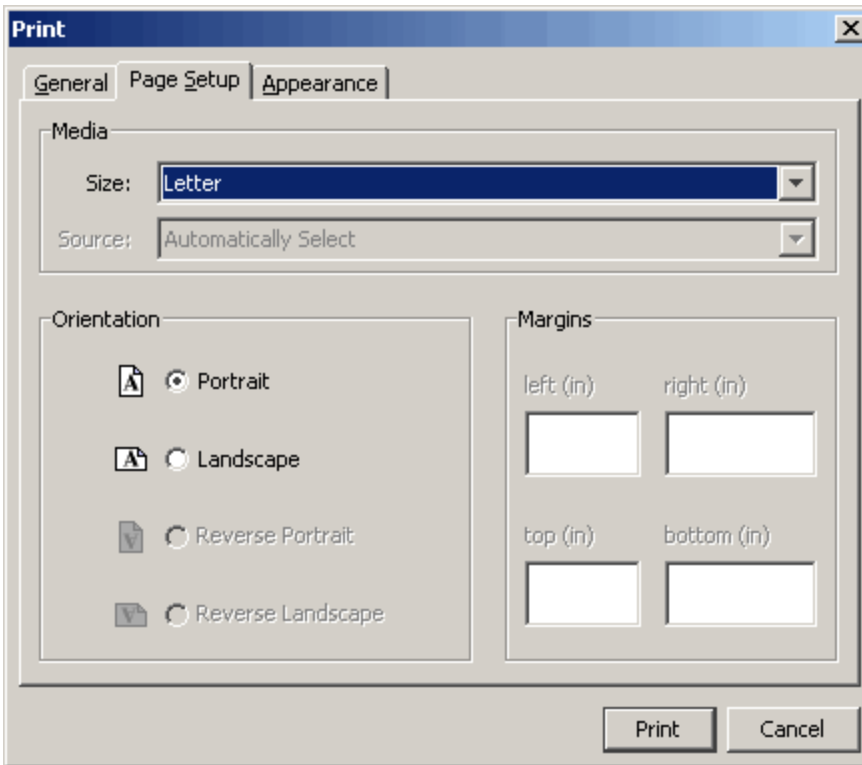 Print
General Page Setup Appearance
Media
Size: Letter
Source: Automatically Select
Orientation
A Portrait
A Landscape
A Reverse Portrait
A Reverse Landscape
Margins
left (in) right (in)
top (in) bottom (in)
Print Cancel